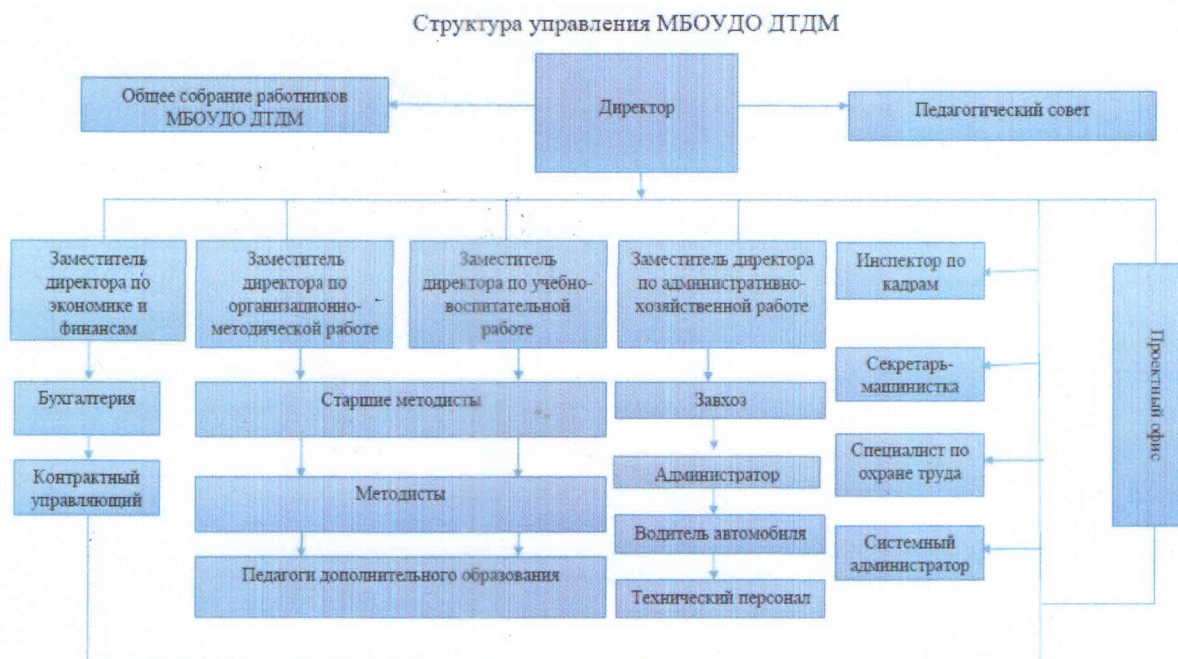 Структура управления МБОУДО ДТДМ
Общее собрание работников
МБОУДО ДТДМ
Директор
Педагогический совет
Заместитель
директора по
экономике и
финансам
Заместитель
директора по
организационно-
методической работе
Заместитель
директора по учебно-
воспитательной
работе
Заместитель директора
по административно-
хозяйственной работе
Инспектор по
кадрам
Проектный офис
Секретарь-
машинистка
Бухгалтерия
Старшие методисты
Завхоз
Контрактный
управляющий
Методисты
Администратор
Специалист по
охране труда
Водитель автомобиля
Системный
администратор
Педагоги дополнительного образования
Технический персонал